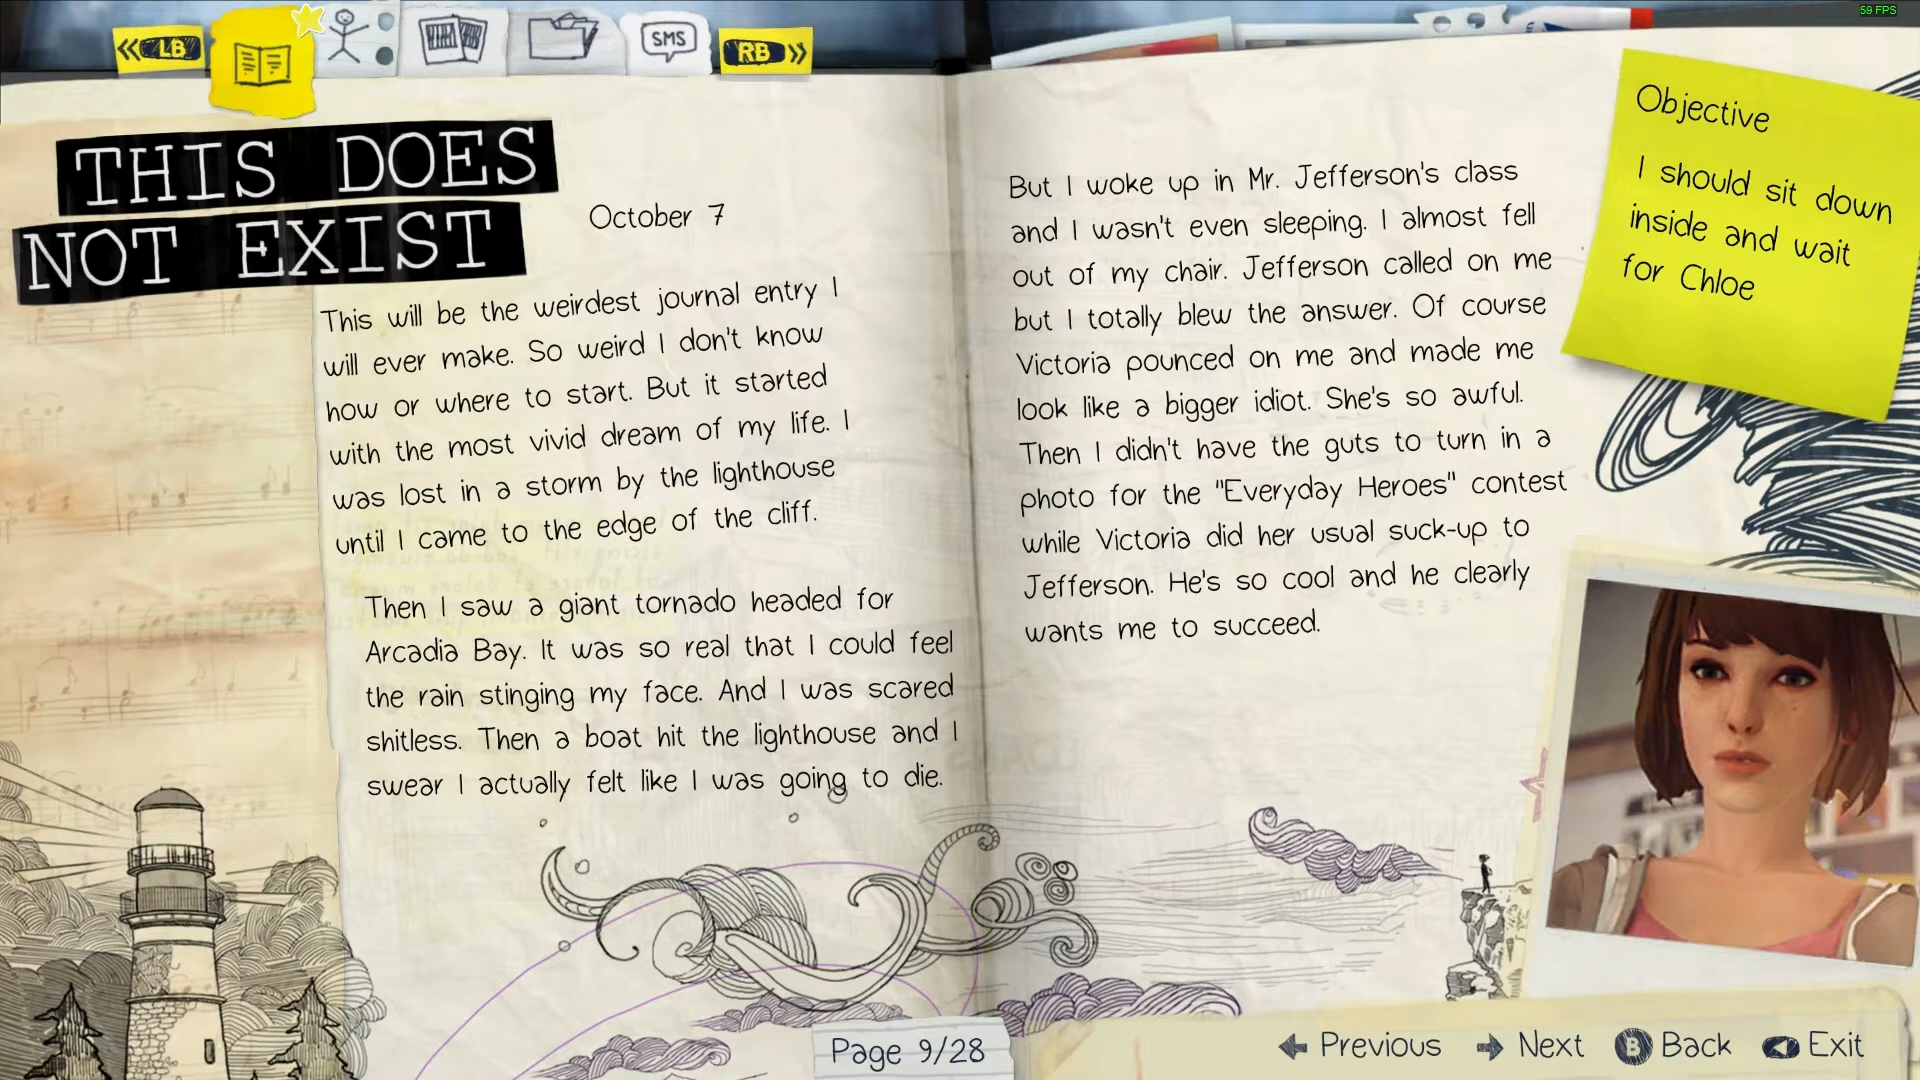 59 FPS
LB
SMS
RB
THIS DOES
NOT EXIST
October 7
This will be the weirdest journal entry I
will ever make. So weird I don't know
how or where to start. But it started
with the most vivid dream of my life. I
was lost in a storm by the lighthouse
until I came to the edge of the cliff.
Then I saw a giant tornado headed for
Arcadia Bay. It was so real that I could feel
the rain stinging my face. And I was scared
shitless. Then a boat hit the lighthouse and I
swear I actually felt like I was going to die.
But I woke up in Mr. Jefferson's class
and I wasn't even sleeping. I almost fell
out of my chair. Jefferson called on me
but I totally blew the answer. Of course
Victoria pounced on me and made me
look like a bigger idiot. She's so awful.
Then I didn't have the guts to turn in a
photo for the "Everyday Heroes" contest
while Victoria did her usual suck-up to
Jefferson. He's so cool and he clearly
wants me to succeed.
Objective
I should sit down
inside and wait
for Chloe
Page 9/28
Previous
Next
B Back
Exit